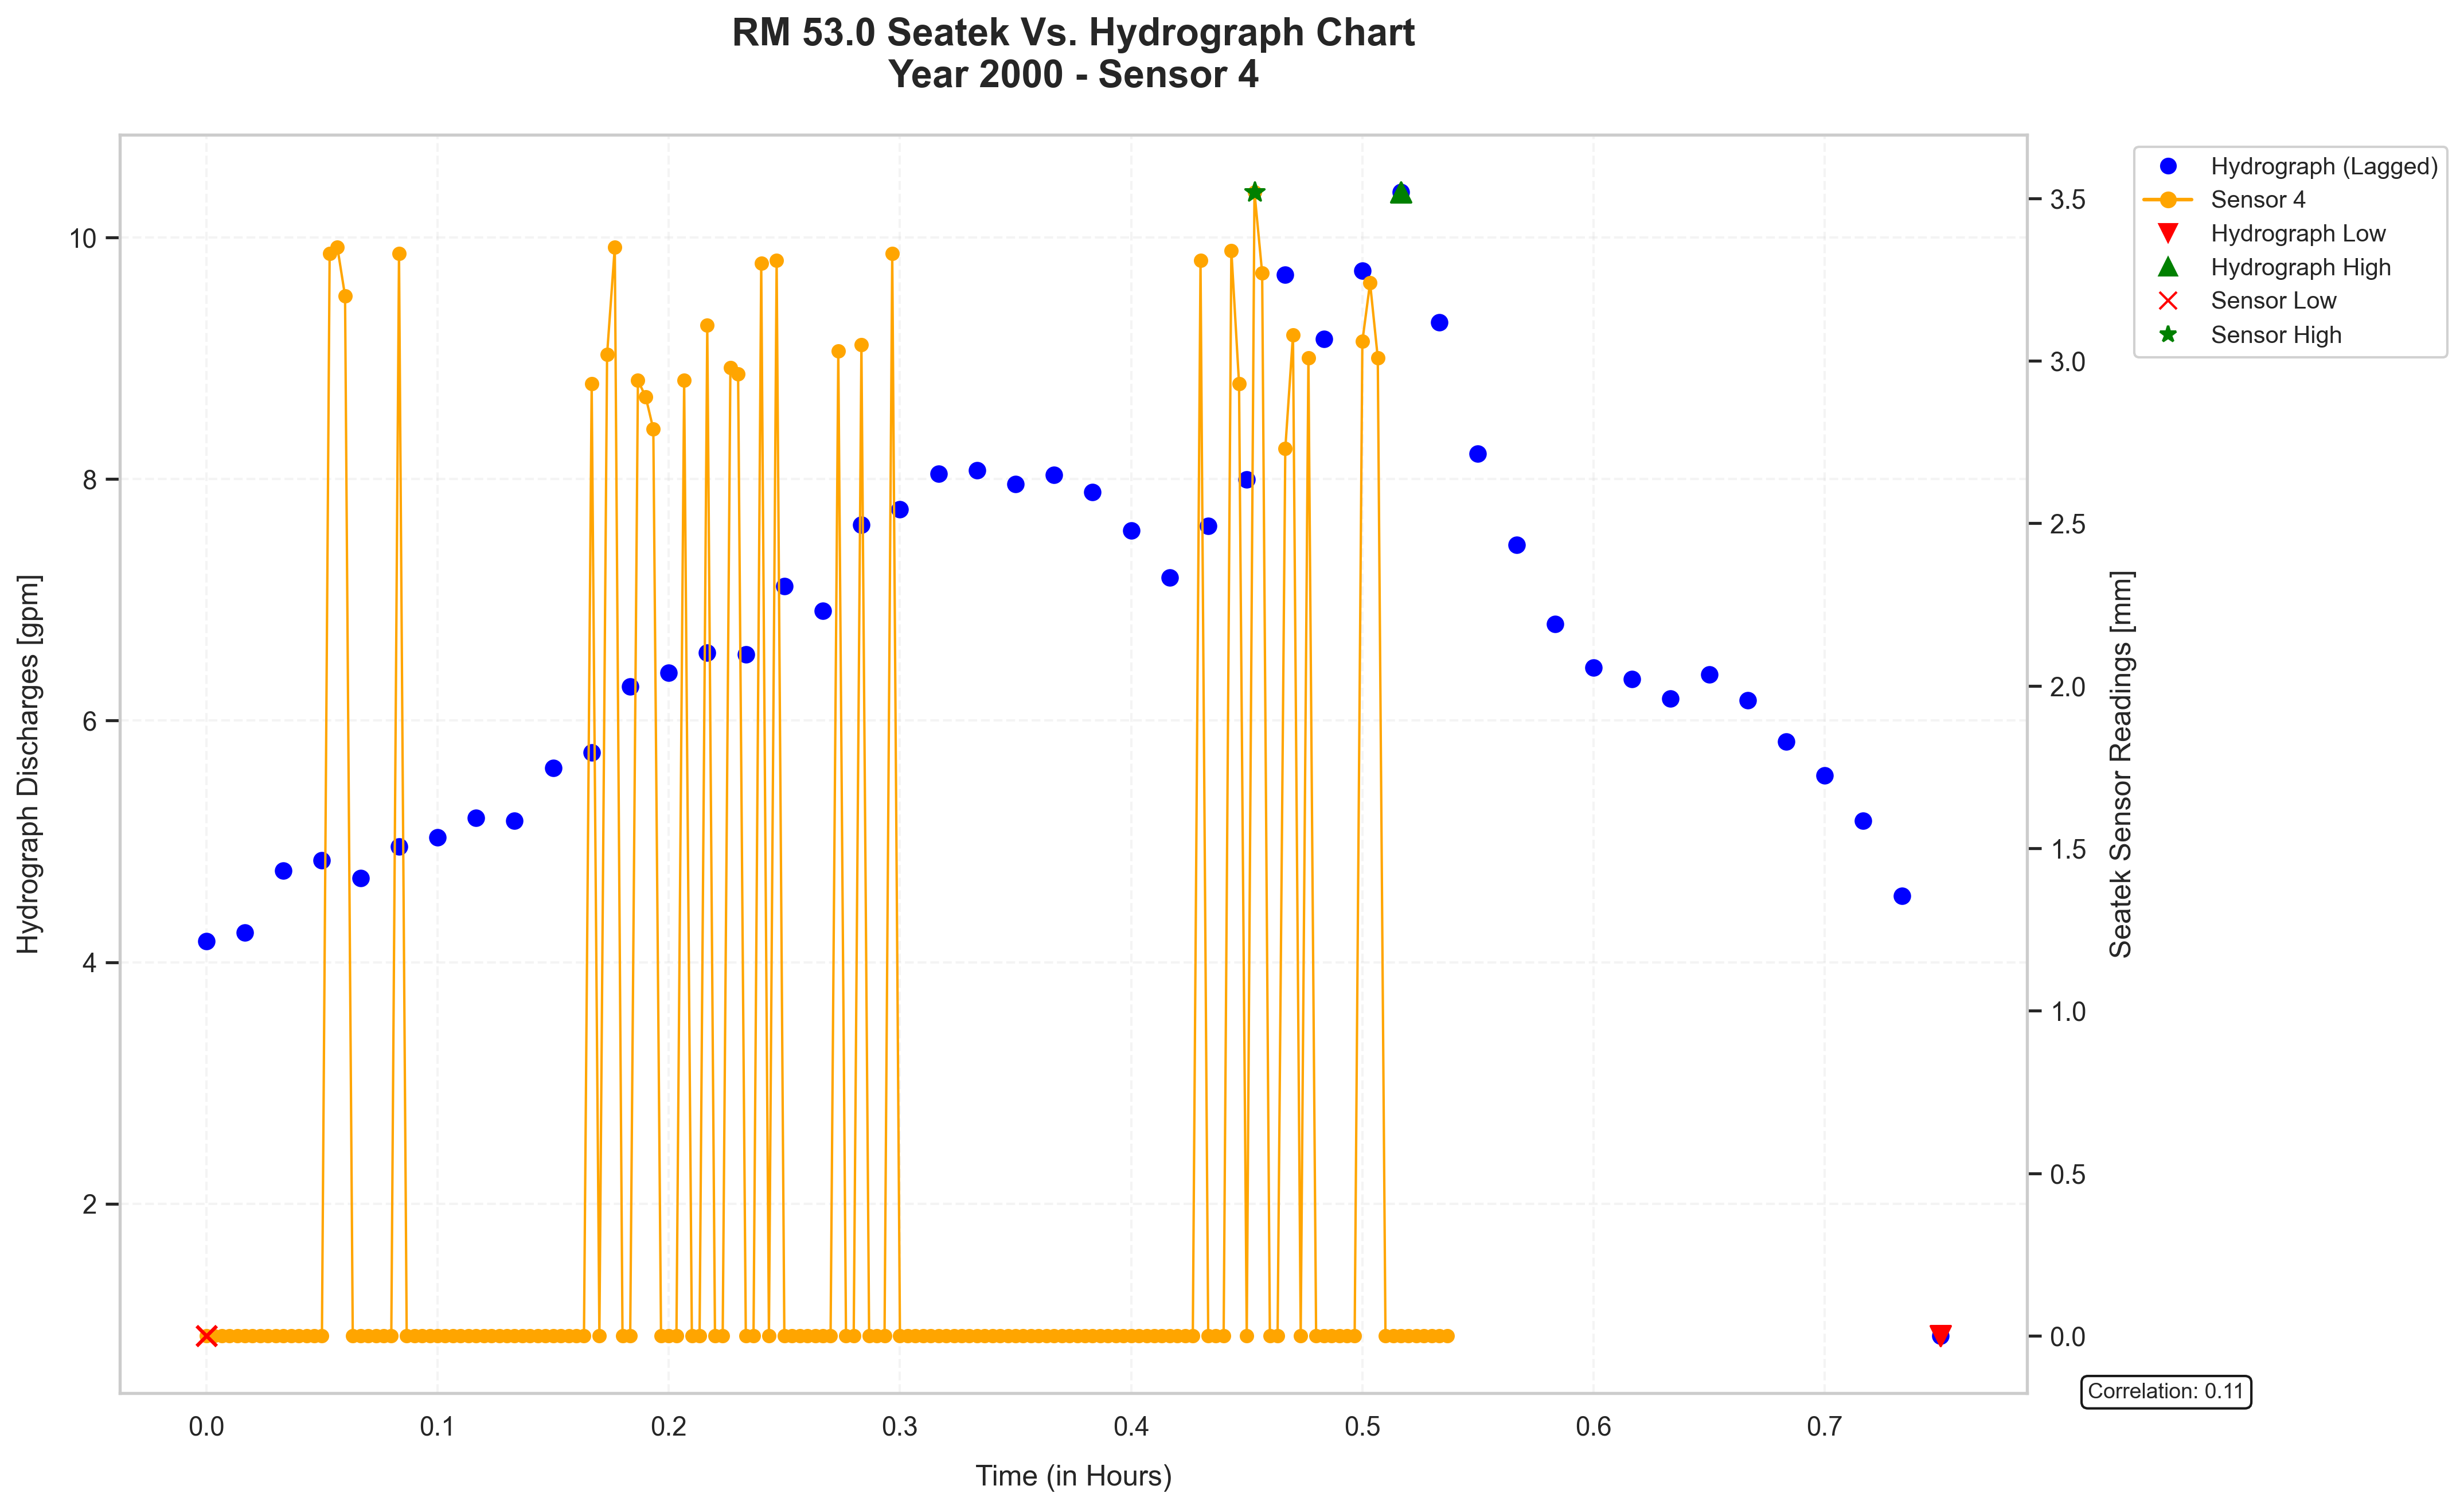 RM 53.0 Seatek Vs. Hydrograph Chart
Year 2000 - Sensor 4
Hydrograph (Lagged)
Sensor 4
Hydrograph Low
Hydrograph High
Sensor Low
Sensor High
Hydrograph Discharges [gpm]
10
8
6
4
2
Seatek Sensor Readings [mm]
3.5
3.0
2.5
2.0
1.5
1.0
0.5
0.0
Correlation: 0.11
0.0 0.1 0.2 0.3 0.4 0.5 0.6 0.7
Time (in Hours)